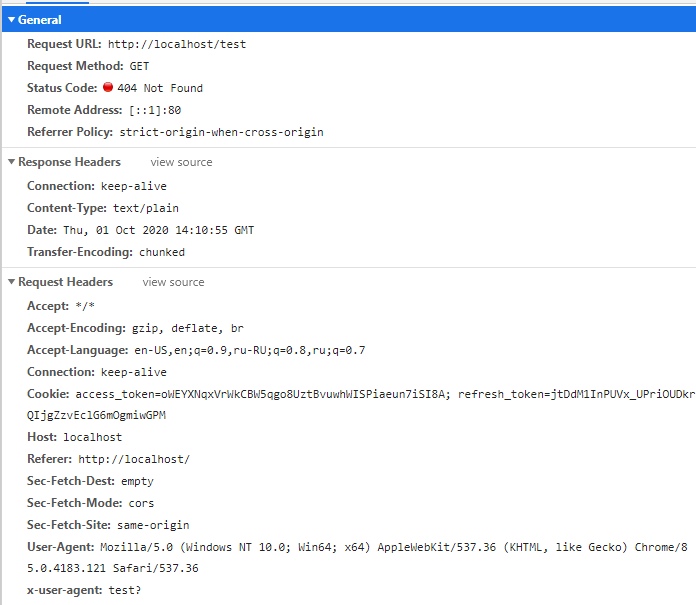 General
Request URL: http://localhost/test
Request Method: GET
Status Code: 404 Not Found
Remote Address: [::1]:80
Referrer Policy: strict-origin-when-cross-origin
Response Headers view source
Connection: keep-alive
Content-Type: text/plain
Date: Thu, 01 Oct 2020 14:10:55 GMT
Transfer-Encoding: chunked
Request Headers view source
Accept: */*
Accept-Encoding: gzip, deflate, br
Accept-Language: en-US,en;q=0.9,ru-RU;q=0.8,ru;q=0.7
Connection: keep-alive
Cookie: access_token=oWEYXNqxVrWkCBW5qgo8UztBvuwhWISPiaeun7iSI8A; refresh_token=jtDdM1InPUVx_UPriOUDkr
QIjgZzvEclG6mOgmiwGPM
Host: localhost
Referer: http://localhost/
Sec-Fetch-Dest: empty
Sec-Fetch-Mode: cors
Sec-Fetch-Site: same-origin
User-Agent: Mozilla/5.0 (Windows NT 10.0; Win64; x64) AppleWebKit/537.36 (KHTML, like Gecko) Chrome/8
5.0.4183.121 Safari/537.36
x-user-agent: test?